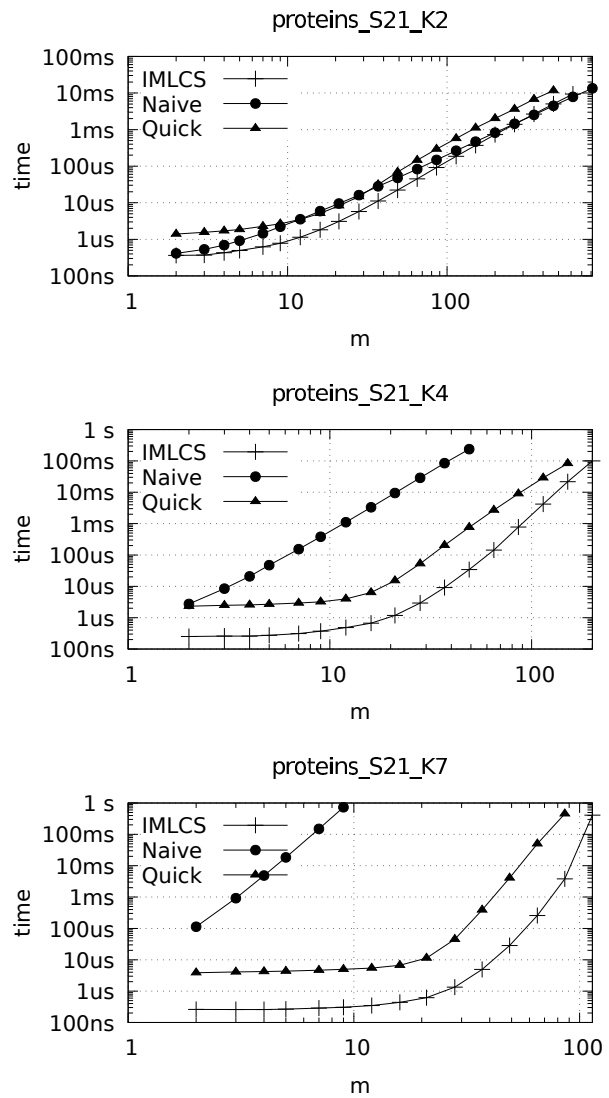 proteins_S21_K2
100ms
10ms
1ms
100us
10us
1us
100ns
time
IMLCS
Naive
Quick
1
10
100
m
proteins_S21_K4
1 s
100ms
10ms
1ms
100us
10us
1us
100ns
time
IMLCS
Naive
Quick
1
10
100
m
proteins_S21_K7
1 s
100ms
10ms
1ms
100us
10us
1us
100ns
time
IMLCS
Naive
Quick
1
10
100
m